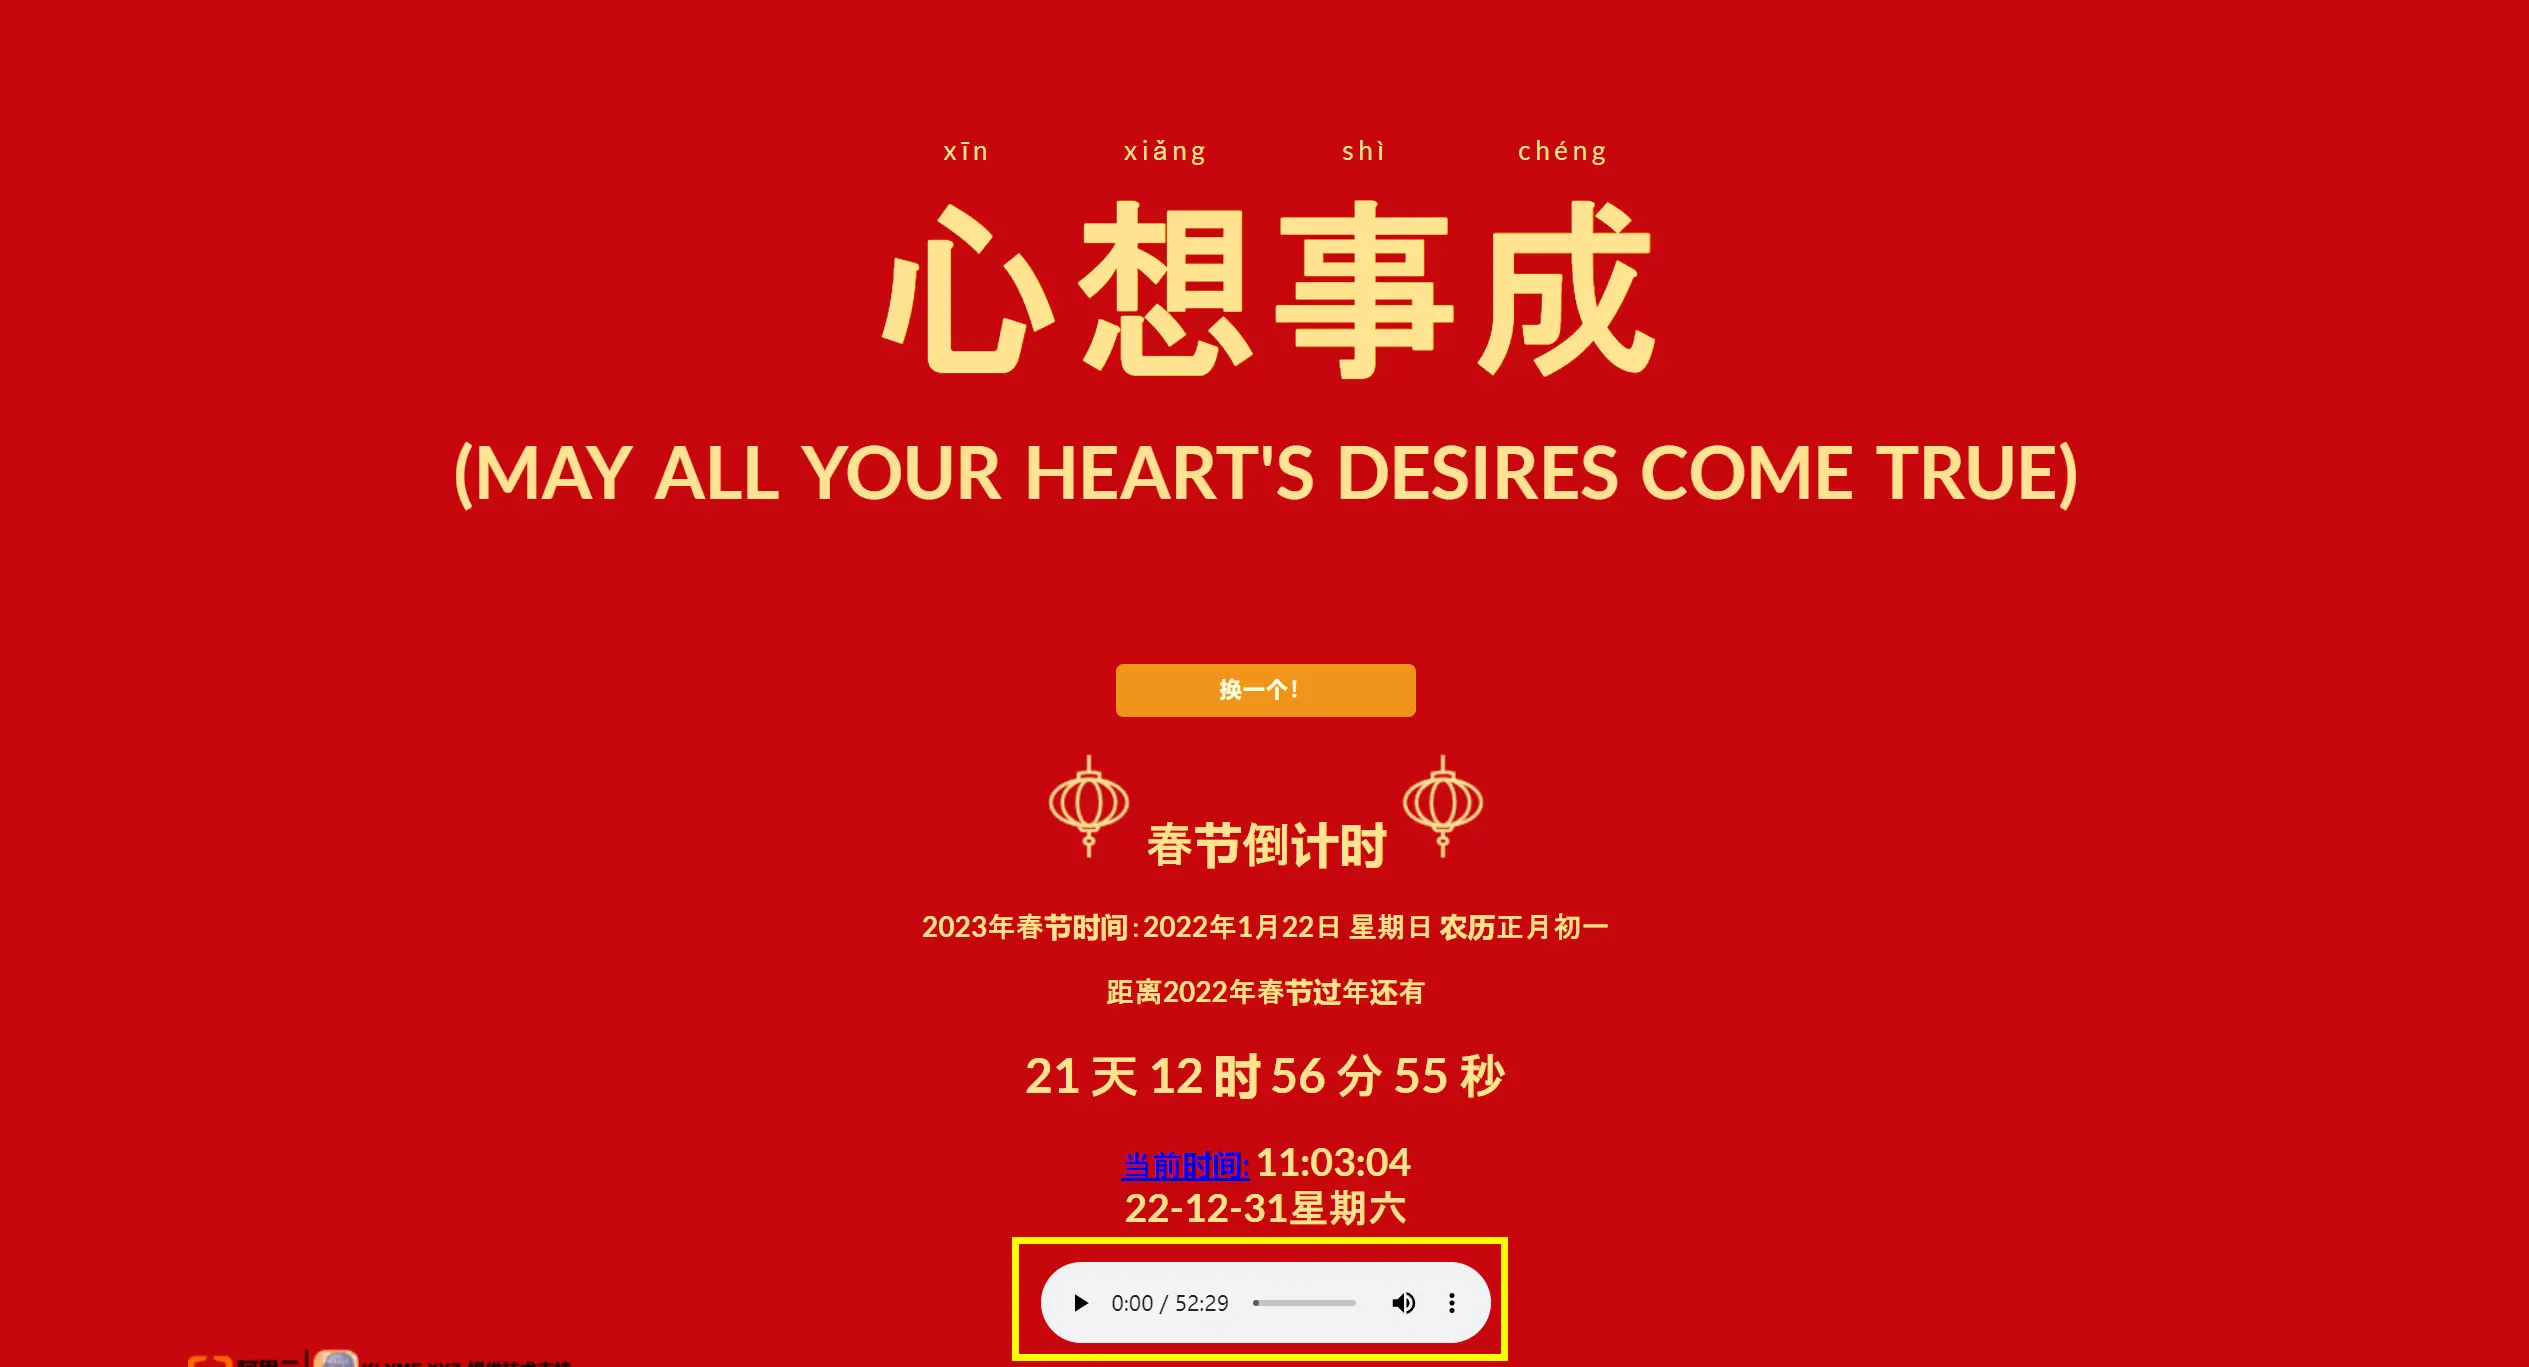 xīn xiǎng shì chéng
心想事成
(MAY ALL YOUR HEART'S DESIRES COME TRUE)
换一个！
春节倒计时
2023年春节时间：2022年1月22日 星期日 农历正月初一
距离2022年春节过年还有
21 天 12 时 56 分 55 秒
当前时间: 11:03:04
22-12-31星期六
0:00 / 52:29